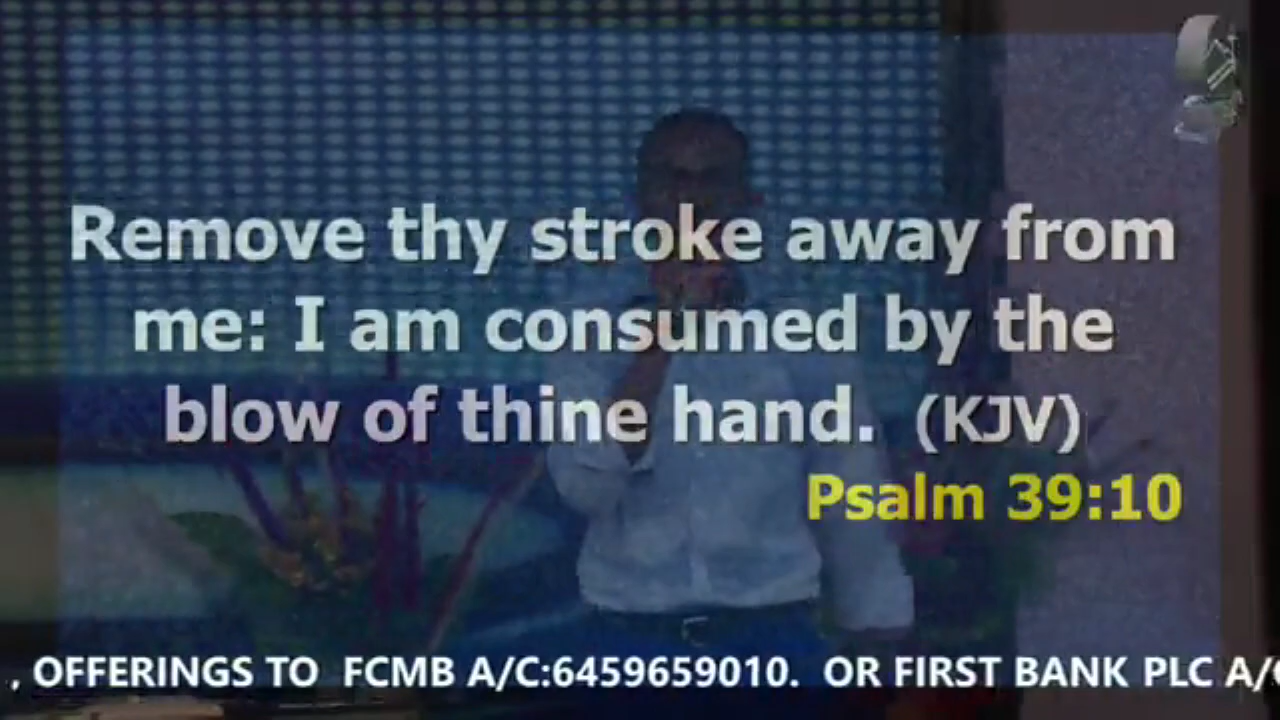 Remove thy stroke away from
me: I am consumed by the
blow of thine hand. (KJV)
Psalm 39:10
, OFFERINGS TO FCMB A/C:6459659010. OR FIRST BANK PLC A/